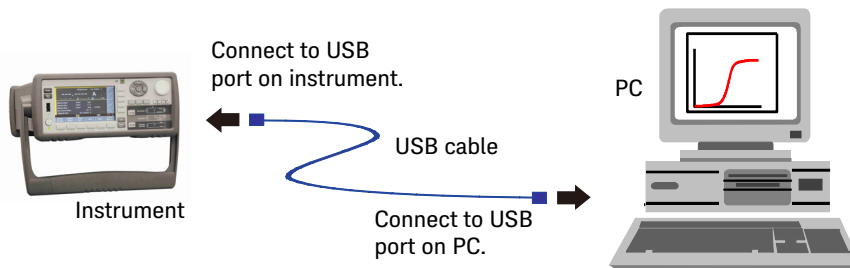 Connect to USB
port on instrument.
PC
USB cable
Instrument
Connect to USB
port on PC.